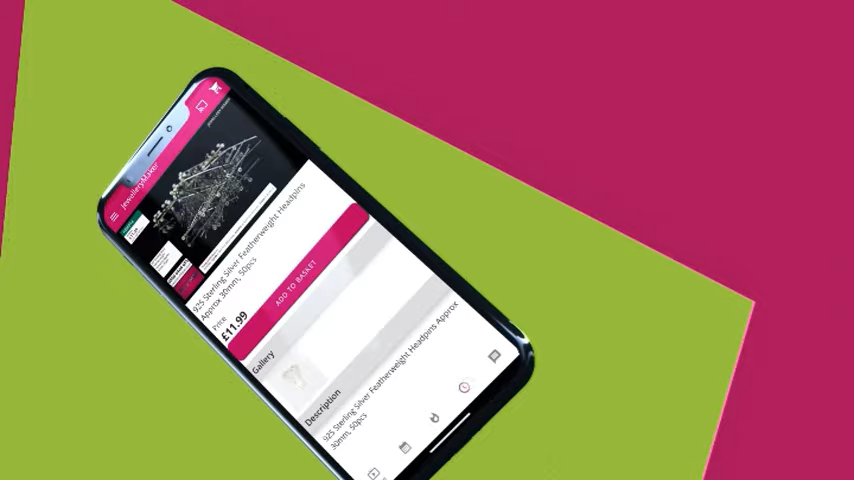 JewelleryMaker
925 Sterling Silver Featherweight Headpins
Approx 30mm, 50pcs
Price
£11.99
ADD TO BASKET
Gallery
Description
925 Sterling Silver Featherweight Headpins Approx
30mm, 50pcs